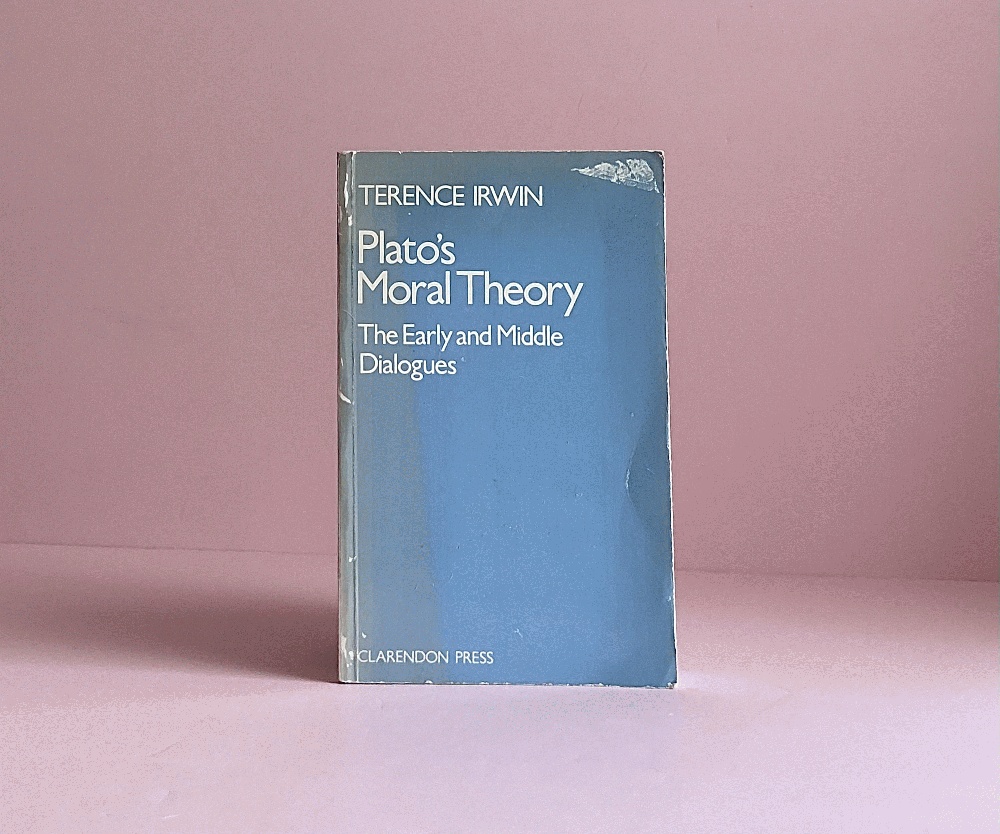 TERENCE IRWIN
Plato's
Moral Theory
The Early and Middle
Dialogues
CLARENDON PRESS